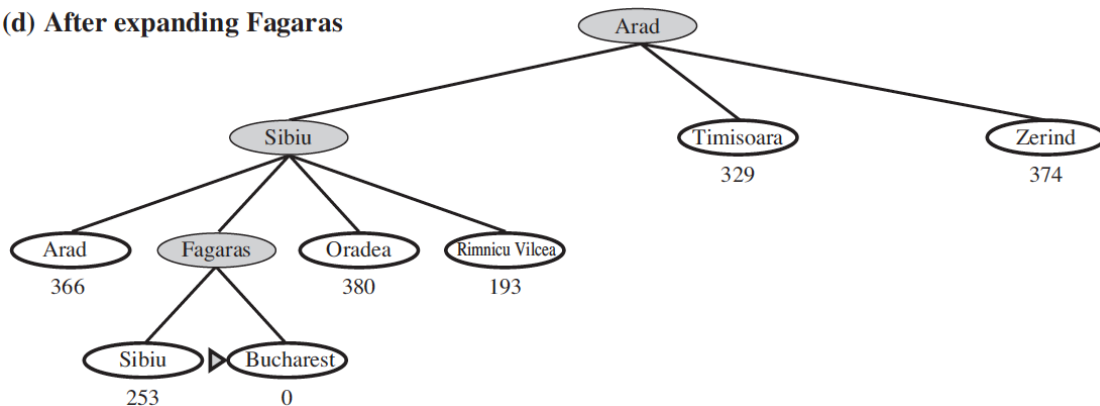 (d) After expanding Fagaras
Arad
Sibiu
Timisoara
Zerind
329
374
Arad
Fagaras
Oradea
Rimnicu Vilcea
366
380
193
Sibiu
Bucharest
253
0